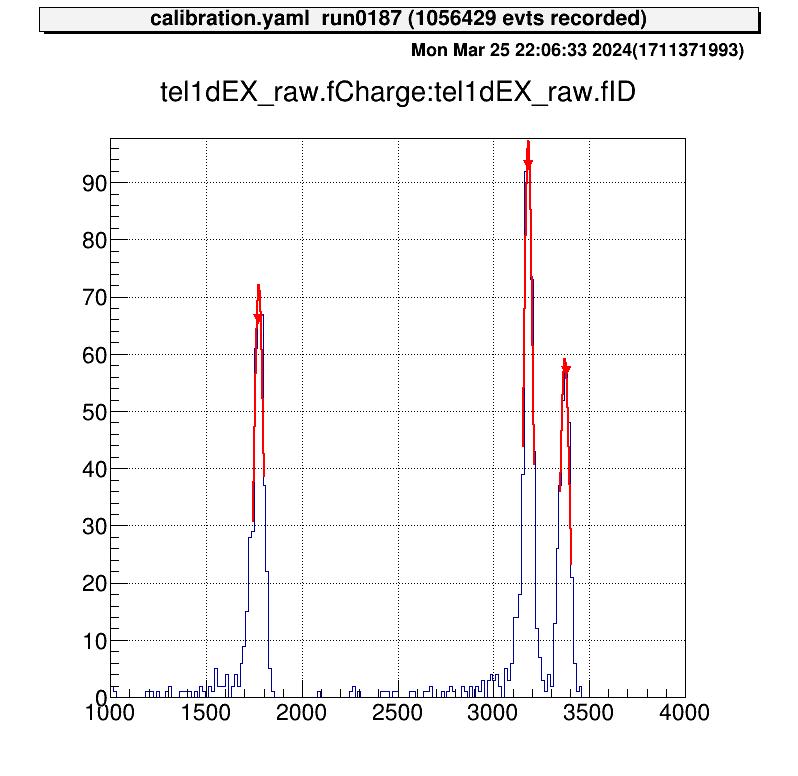 calibration.yaml run0187 (1056429 evts recorded)
Mon Mar 25 22:06:33 2024(1711371993)
tel1dEX_raw.fCharge:tel1dEX_raw.fID
90
80
70
60
50
40
30
20
10
0
1000 1500 2000 2500 3000 3500 4000